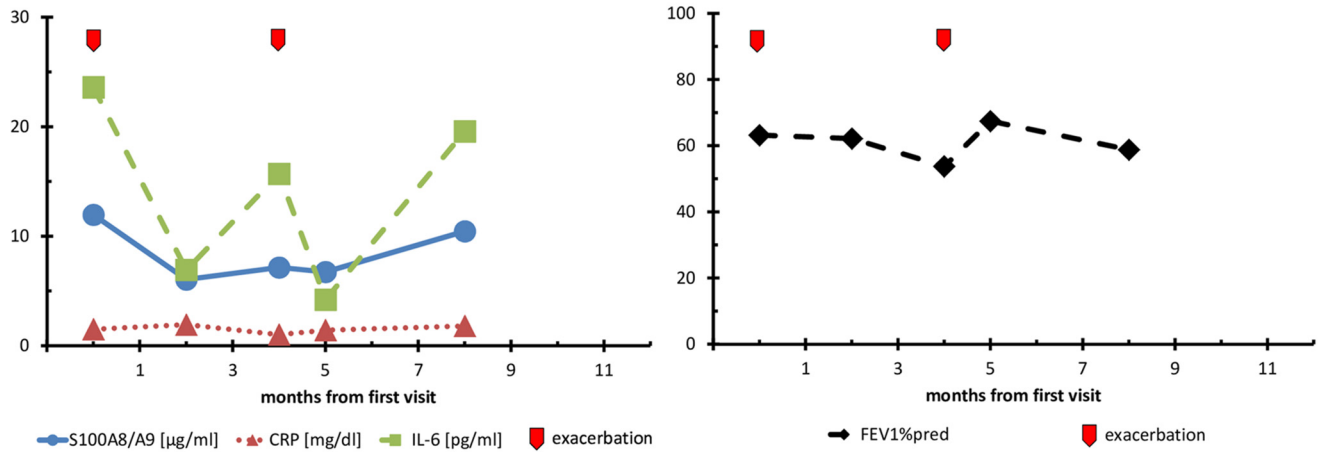 30
20
10
0
1 3 5 7 9 11
months from first visit
S100A8/A9 [µg/ml] CRP [mg/dl] IL-6 [pg/ml] exacerbation
100
80
60
40
20
0
1 3 5 7 9 11
months from first visit
FEV1%pred exacerbation